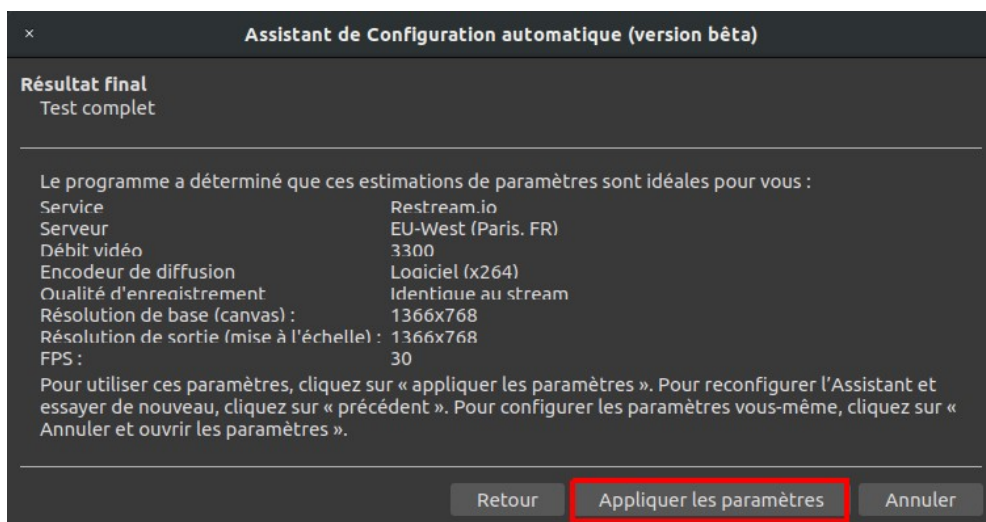 ×
Assistant de Configuration automatique (version bêta)
Résultat final
Test complet
Le programme a déterminé que ces estimations de paramètres sont idéales pour vous :
Service Restream.io
Serveur EU-West (Paris, FR)
Débit vidéo 3300
Encodeur de diffusion Logiciel (x264)
Qualité d'enregistrement Identique au stream
Résolution de base (canvas) : 1366x768
Résolution de sortie (mise à l'échelle) : 1366x768
FPS : 30
Pour utiliser ces paramètres, cliquez sur « appliquer les paramètres ». Pour reconfigurer l’Assistant et
essayer de nouveau, cliquez sur « précédent ». Pour configurer les paramètres vous-même, cliquez sur «
Annuler et ouvrir les paramètres ».
Retour Appliquer les paramètres Annuler